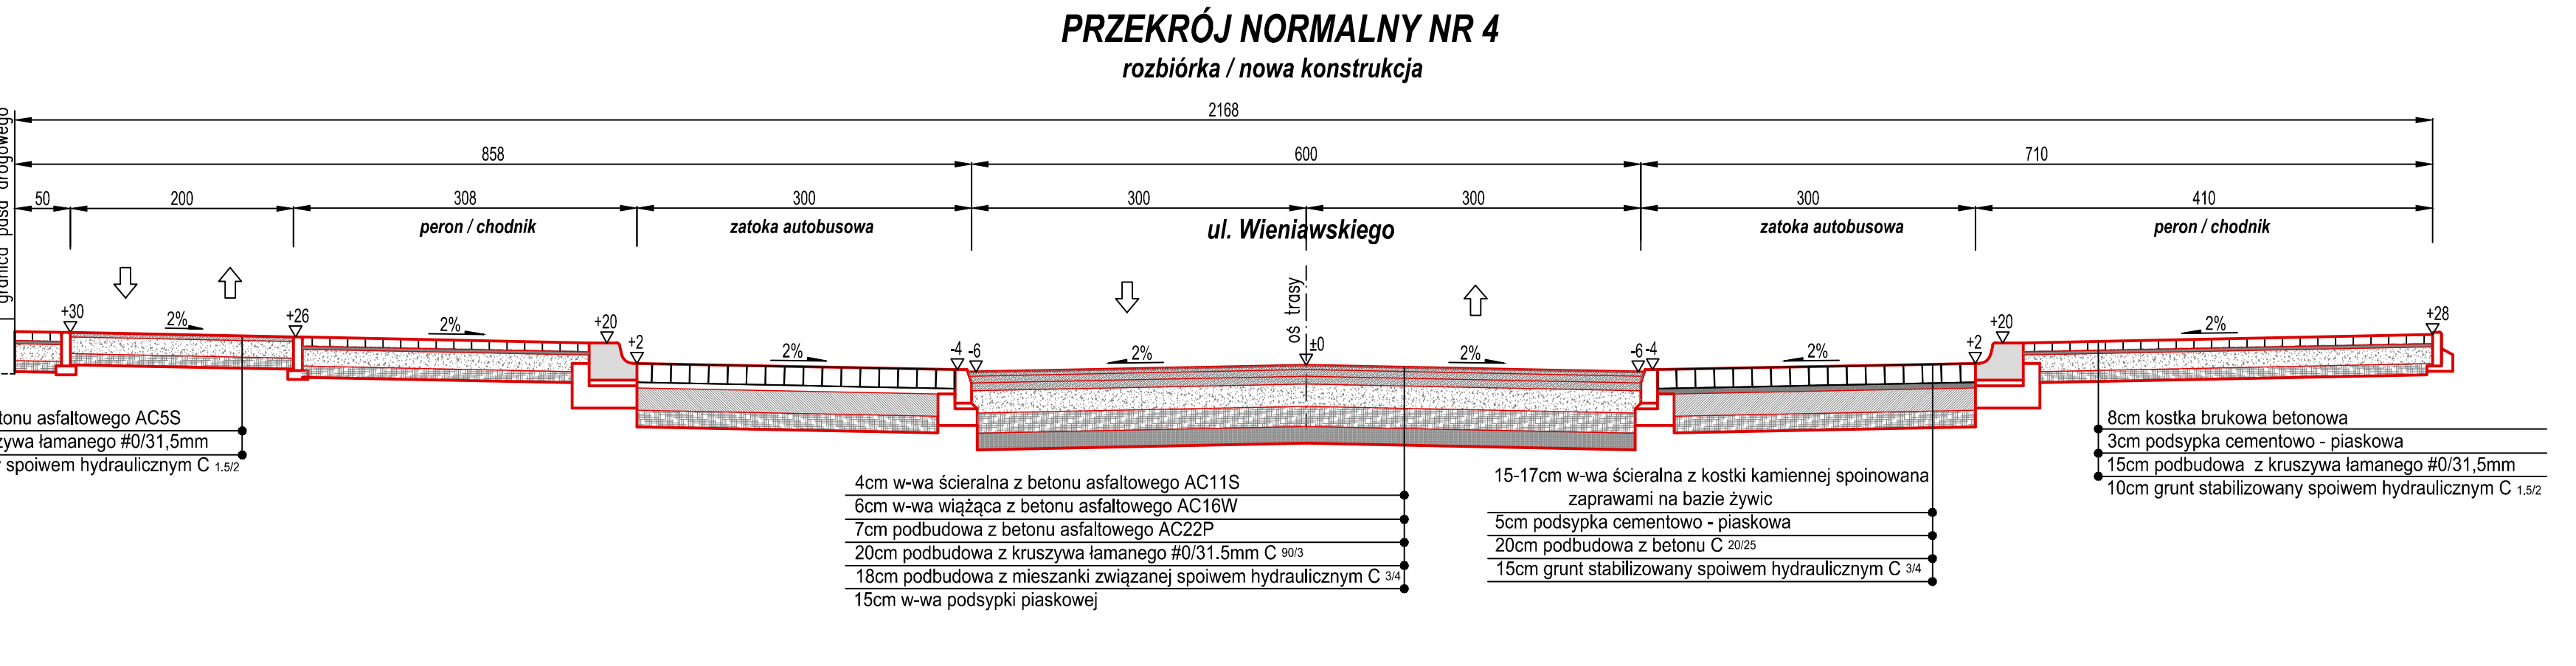 PRZEKRÓJ NORMALNY NR 4
rozbiórka / nowa konstrukcja
2168
858 600 710
50 200 308 300 300 300 300 410
peron / chodnik zatoka autobusowa ul. Wieniawskiego zatoka autobusowa peron / chodnik
granica pasa drogowego
oś trasy
+30 2% +26 2% +20 +2 2% -4 -6 2% ±0 2% -6 -4 2% +2 +20 2% +28
asfaltowego AC5S
łamanego #0/31,5mm
spoiwem hydraulicznym C 1.5/2
4cm w-wa ścieralna z betonu asfaltowego AC11S
6cm w-wa wiążąca z betonu asfaltowego AC16W
7cm podbudowa z betonu asfaltowego AC22P
20cm podbudowa z kruszywa łamanego #0/31.5mm C 90/3
18cm podbudowa z mieszanki związanej spoiwem hydraulicznym C 3/4
15cm w-wa podsypki piaskowej
15-17cm w-wa ścieralna z kostki kamiennej spoinowana
zaprawami na bazie żywic
5cm podsypka cementowo - piaskowa
20cm podbudowa z betonu C 20/25
15cm grunt stabilizowany spoiwem hydraulicznym C 3/4
8cm kostka brukowa betonowa
3cm podsypka cementowo - piaskowa
15cm podbudowa z kruszywa łamanego #0/31,5mm
10cm grunt stabilizowany spoiwem hydraulicznym C 1.5/2